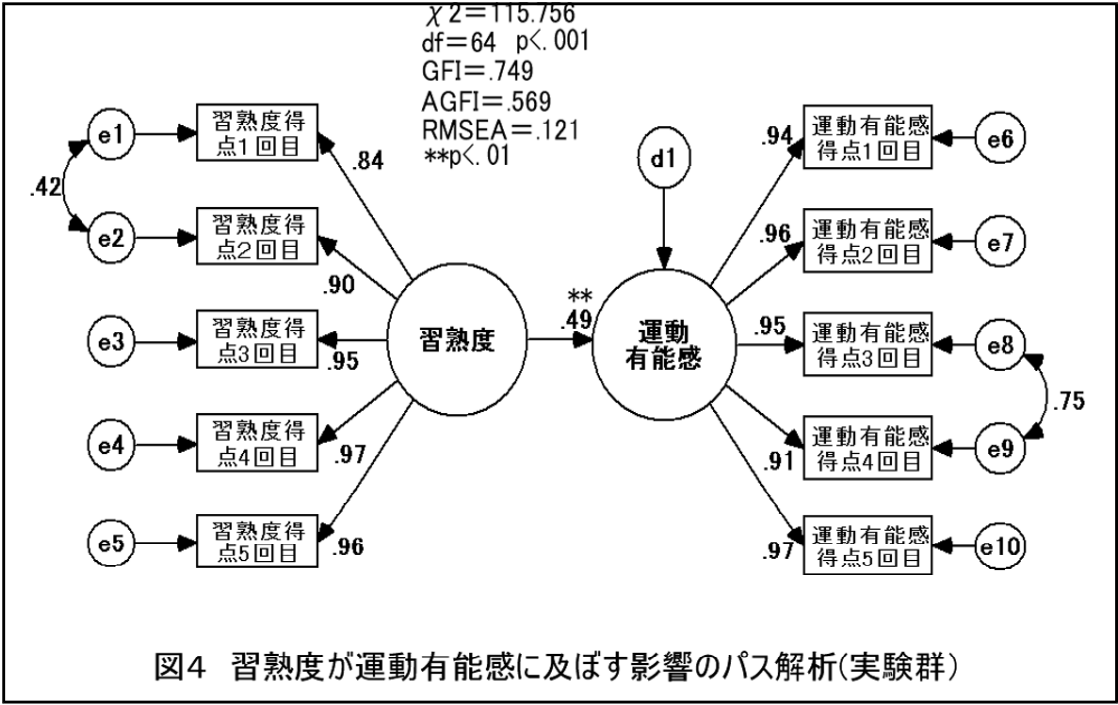 χ2＝115.756
df＝64 p<.001
GFI＝.749
AGFI＝.569
RMSEA＝.121
**p<.01
e1
習熟度得
点1回目
.84
.42
e2
習熟度得
点2回目
.90
e3
習熟度得
点3回目
.95
e4
習熟度得
点4回目
.97
e5
習熟度得
点5回目
.96
習熟度
**
.49
d1
運動
有能感
.94
運動有能感
得点1回目
e6
.96
運動有能感
得点2回目
e7
.95
運動有能感
得点3回目
e8
.75
.91
運動有能感
得点4回目
e9
.97
運動有能感
得点5回目
e10
図4 習熟度が運動有能感に及ぼす影響のパス解析(実験群)